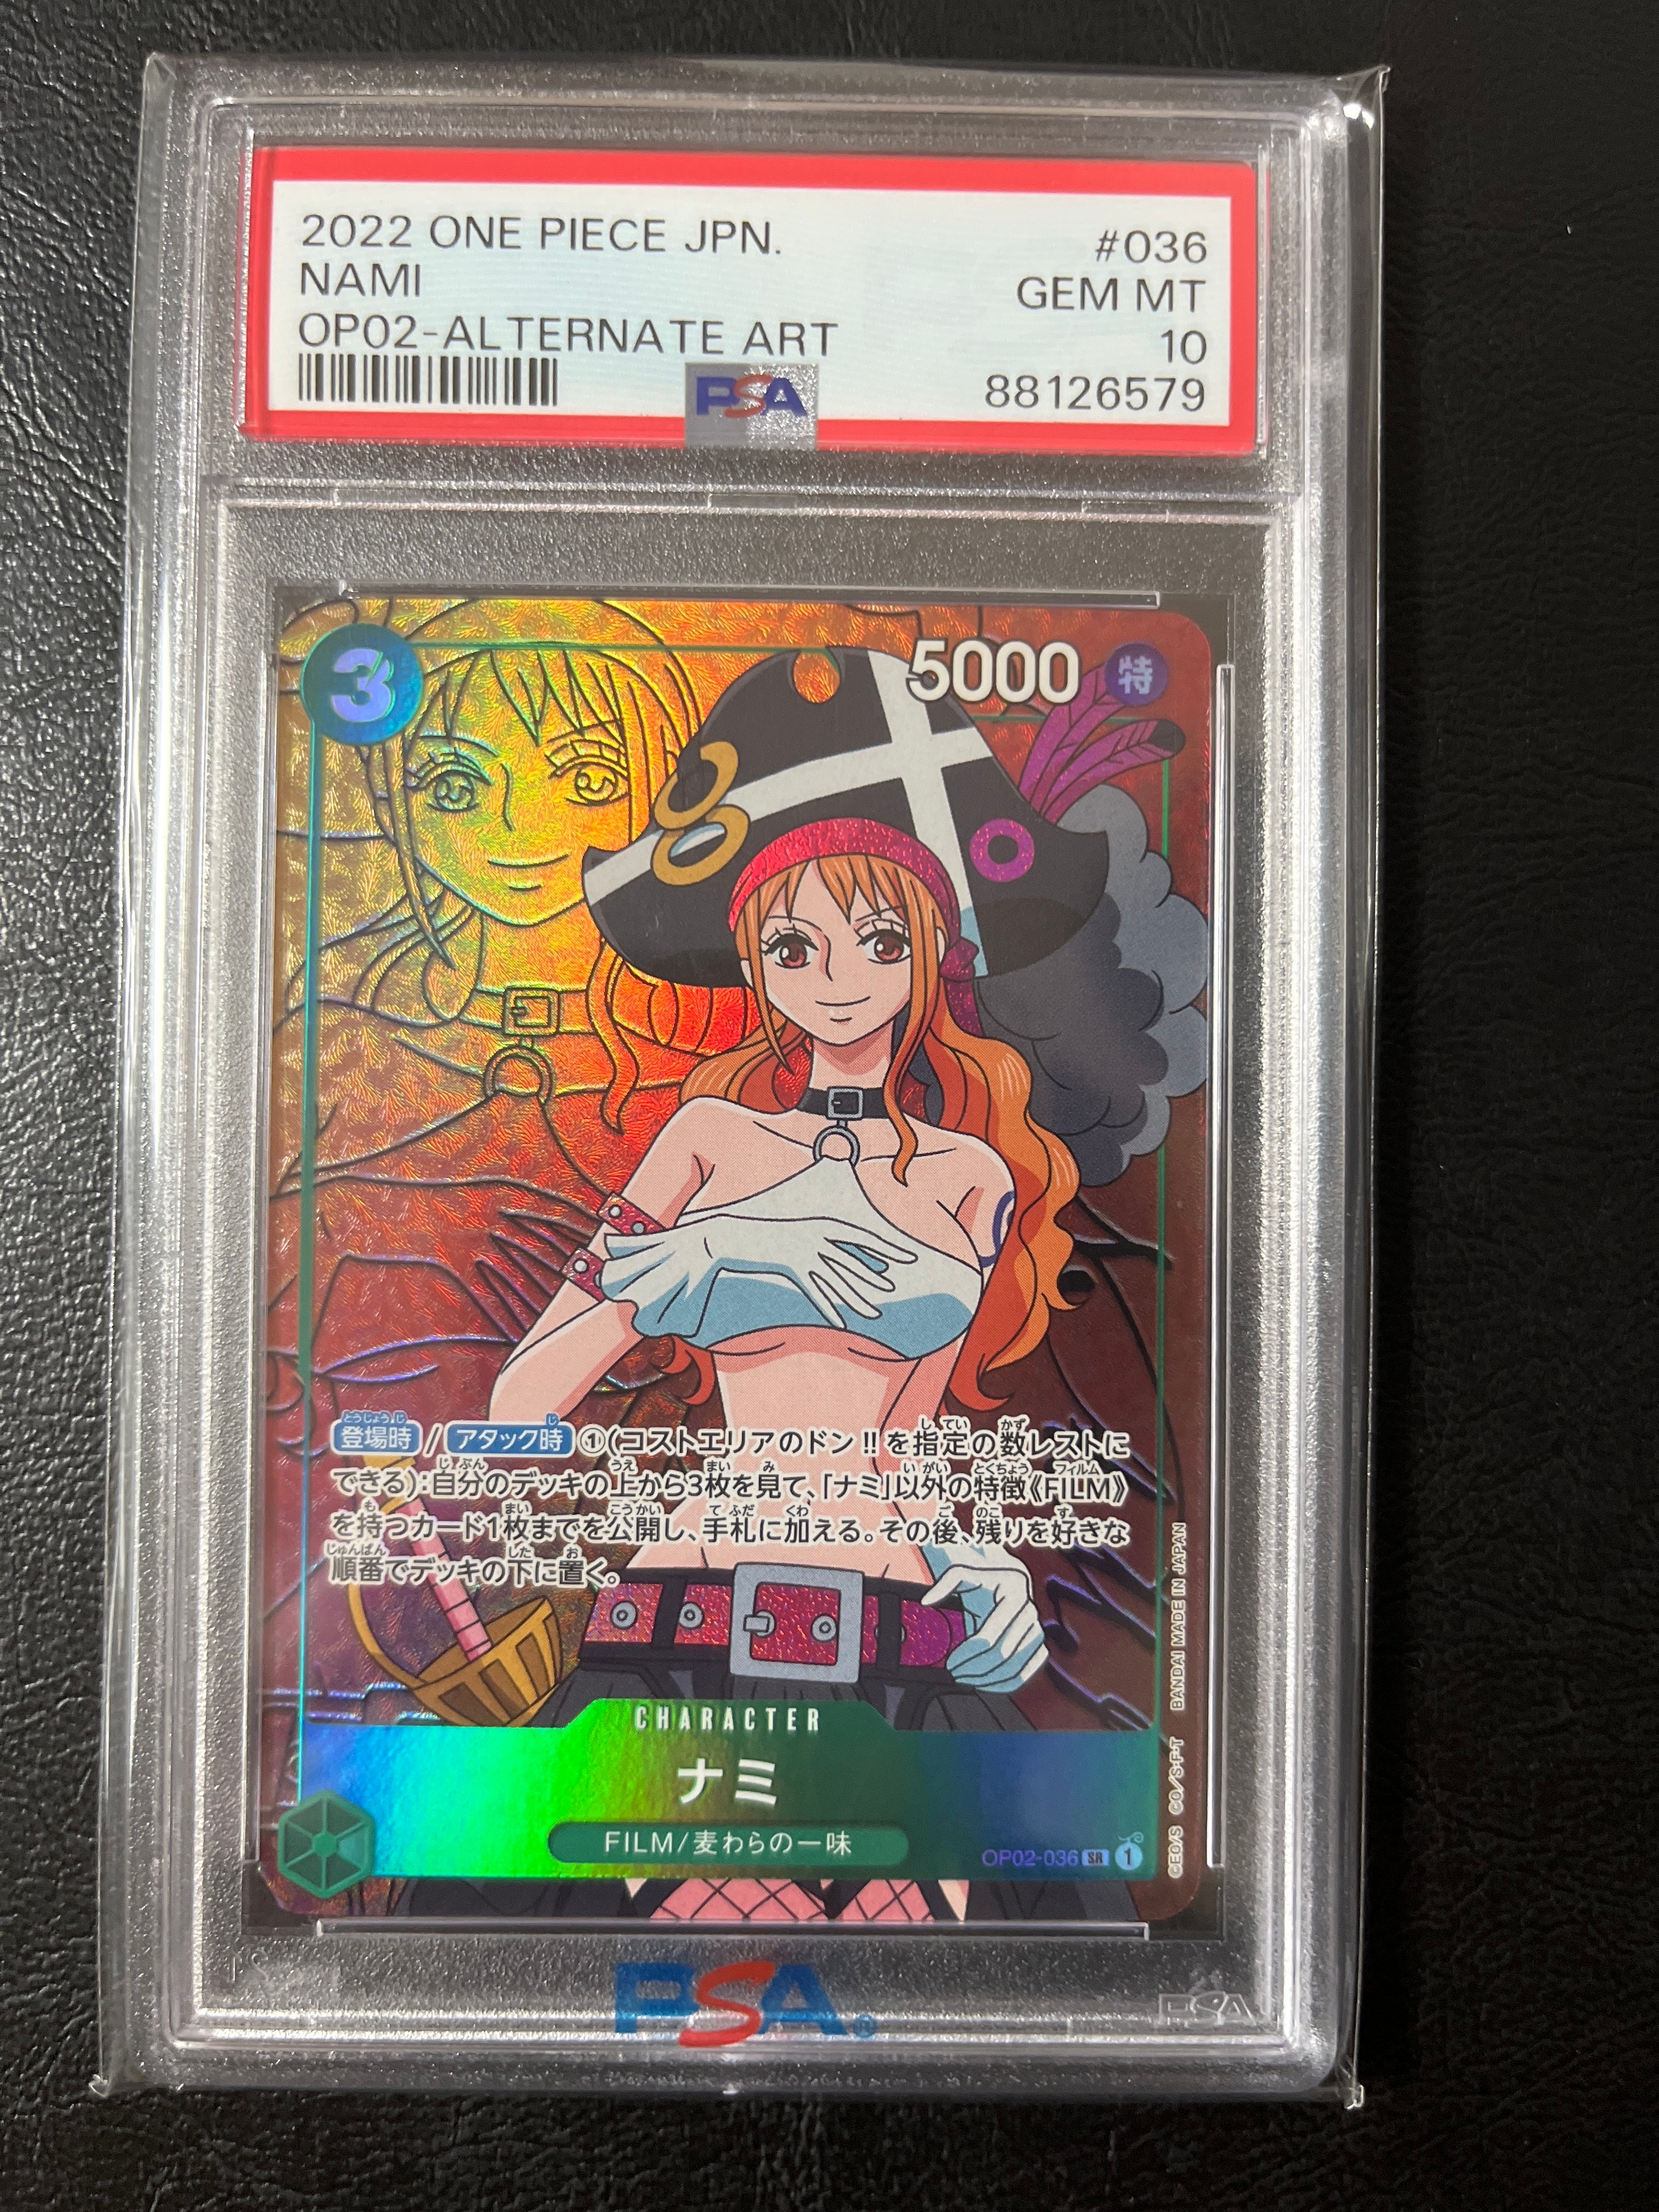 2022 ONE PIECE JPN. #036
NAMI GEM MT
OP02-ALTERNATE ART 10
88126579
PSA
3
5000 特
登場時 / アタック時 ①(コストエリアのドン!!を指定の数レストに
できる):自分のデッキの上から3枚を見て、「ナミ」以外の特徴《FILM》
を持つカード1枚までを公開し、手札に加える。その後、残りを好きな
順番でデッキの下に置く。
CHARACTER
ナミ
FILM/麦わらの一味
OP02-036 SR 1
©EO/S CO/S・F・T BANDAI MADE IN JAPAN
PSA®
PSA